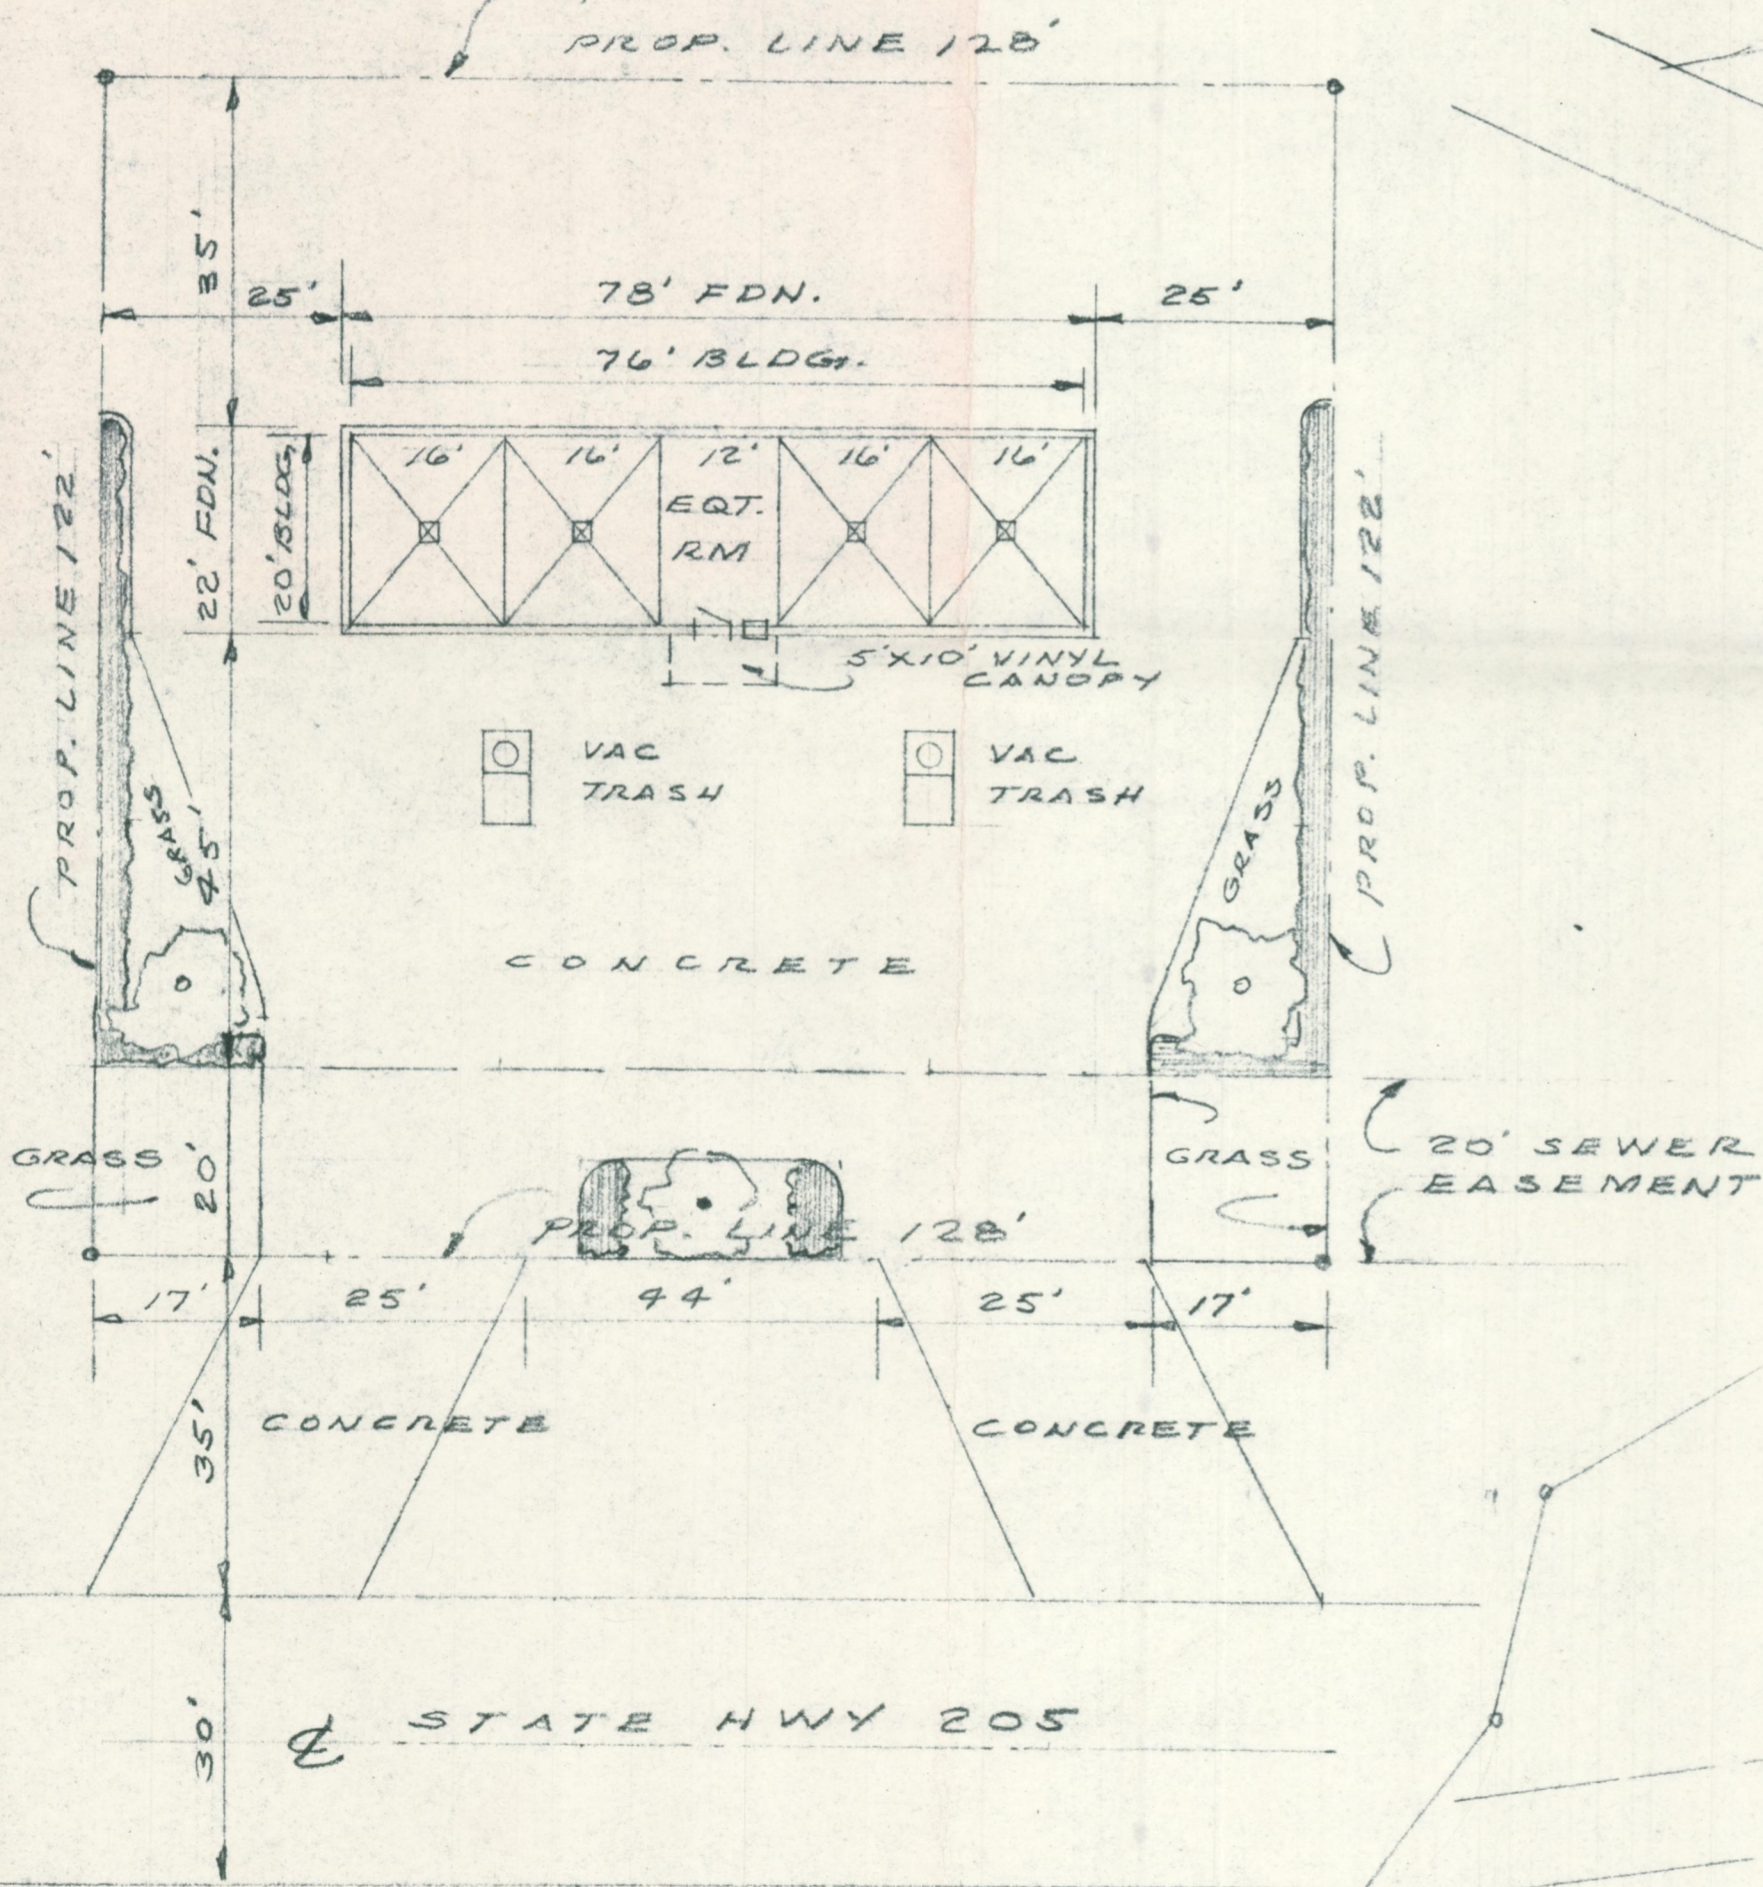 PROP. LINE 128'
35'
25'
78' FDN.
25'
76' BLDG.
PROP. LINE 122'
22' FDN.
20' BLDG.
16'
16'
12'
16'
16'
EQT.
RM
PROP. LINE 122'
5'X10' VINYL
CANOPY
VAC
TRASH
VAC
TRASH
GRASS
45'
GRASS
CONCRETE
GRASS
20'
GRASS
20' SEWER
EASEMENT
PROP. LINE 128'
17'
25'
44'
25'
17'
35'
CONCRETE
CONCRETE
30'
℄ STATE HWY 205